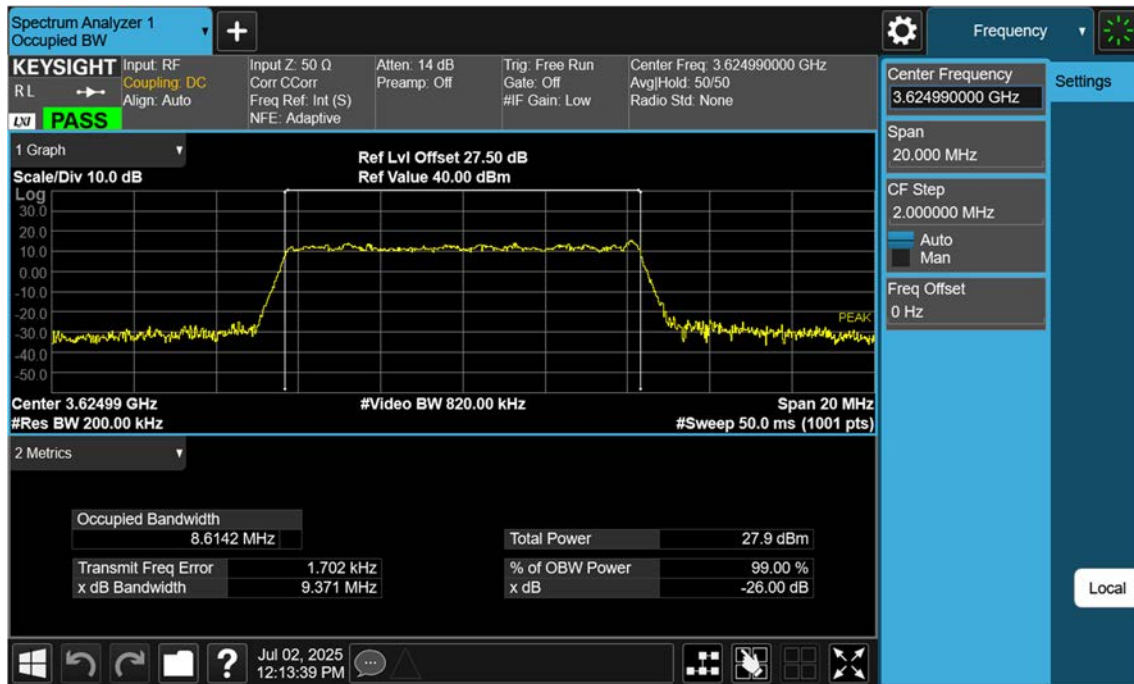 Spectrum Analyzer 1
Occupied BW
Frequency
KEYSIGHT
Input: RF
Input Z: 50 Ω
Atten: 14 dB
Trig: Free Run
Center Freq: 3.624990000 GHz
R L
Coupling: DC
Corr CCorr
Preamp: Off
Gate: Off
Avg|Hold: 50/50
Align: Auto
Freq Ref: Int (S)
#IF Gain: Low
Radio Std: None
LXI
PASS
NFE: Adaptive
Center Frequency
3.624990000 GHz
Settings
Span
20.000 MHz
CF Step
2.000000 MHz
Auto
Man
Freq Offset
0 Hz
1 Graph
Ref Lvl Offset 27.50 dB
Scale/Div 10.0 dB
Ref Value 40.00 dBm
Log
30.0
20.0
10.0
0.00
-10.0
-20.0
PEAK
-30.0
-40.0
-50.0
Center 3.62499 GHz
#Video BW 820.00 kHz
Span 20 MHz
#Res BW 200.00 kHz
#Sweep 50.0 ms (1001 pts)
2 Metrics
Occupied Bandwidth
8.6142 MHz
Total Power 27.9 dBm
Transmit Freq Error 1.702 kHz
% of OBW Power 99.00 %
x dB Bandwidth 9.371 MHz
x dB -26.00 dB
Local
?
Jul 02, 2025
12:13:39 PM